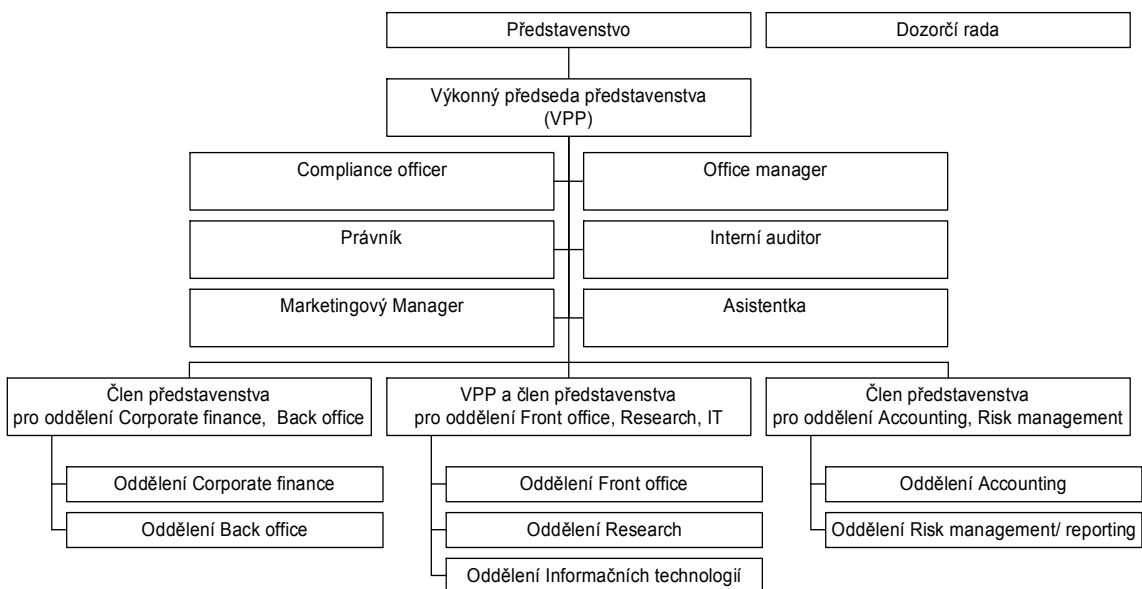 Představenstvo
Dozorčí rada
Výkonný předseda představenstva
(VPP)
Compliance officer
Office manager
Právník
Interní auditor
Marketingový Manager
Asistentka
Člen představenstva
pro oddělení Corporate finance, Back office
VPP a člen představenstva
pro oddělení Front office, Research, IT
Člen představenstva
pro oddělení Accounting, Risk management
Oddělení Corporate finance
Oddělení Back office
Oddělení Front office
Oddělení Research
Oddělení Informačních technologií
Oddělení Accounting
Oddělení Risk management/ reporting